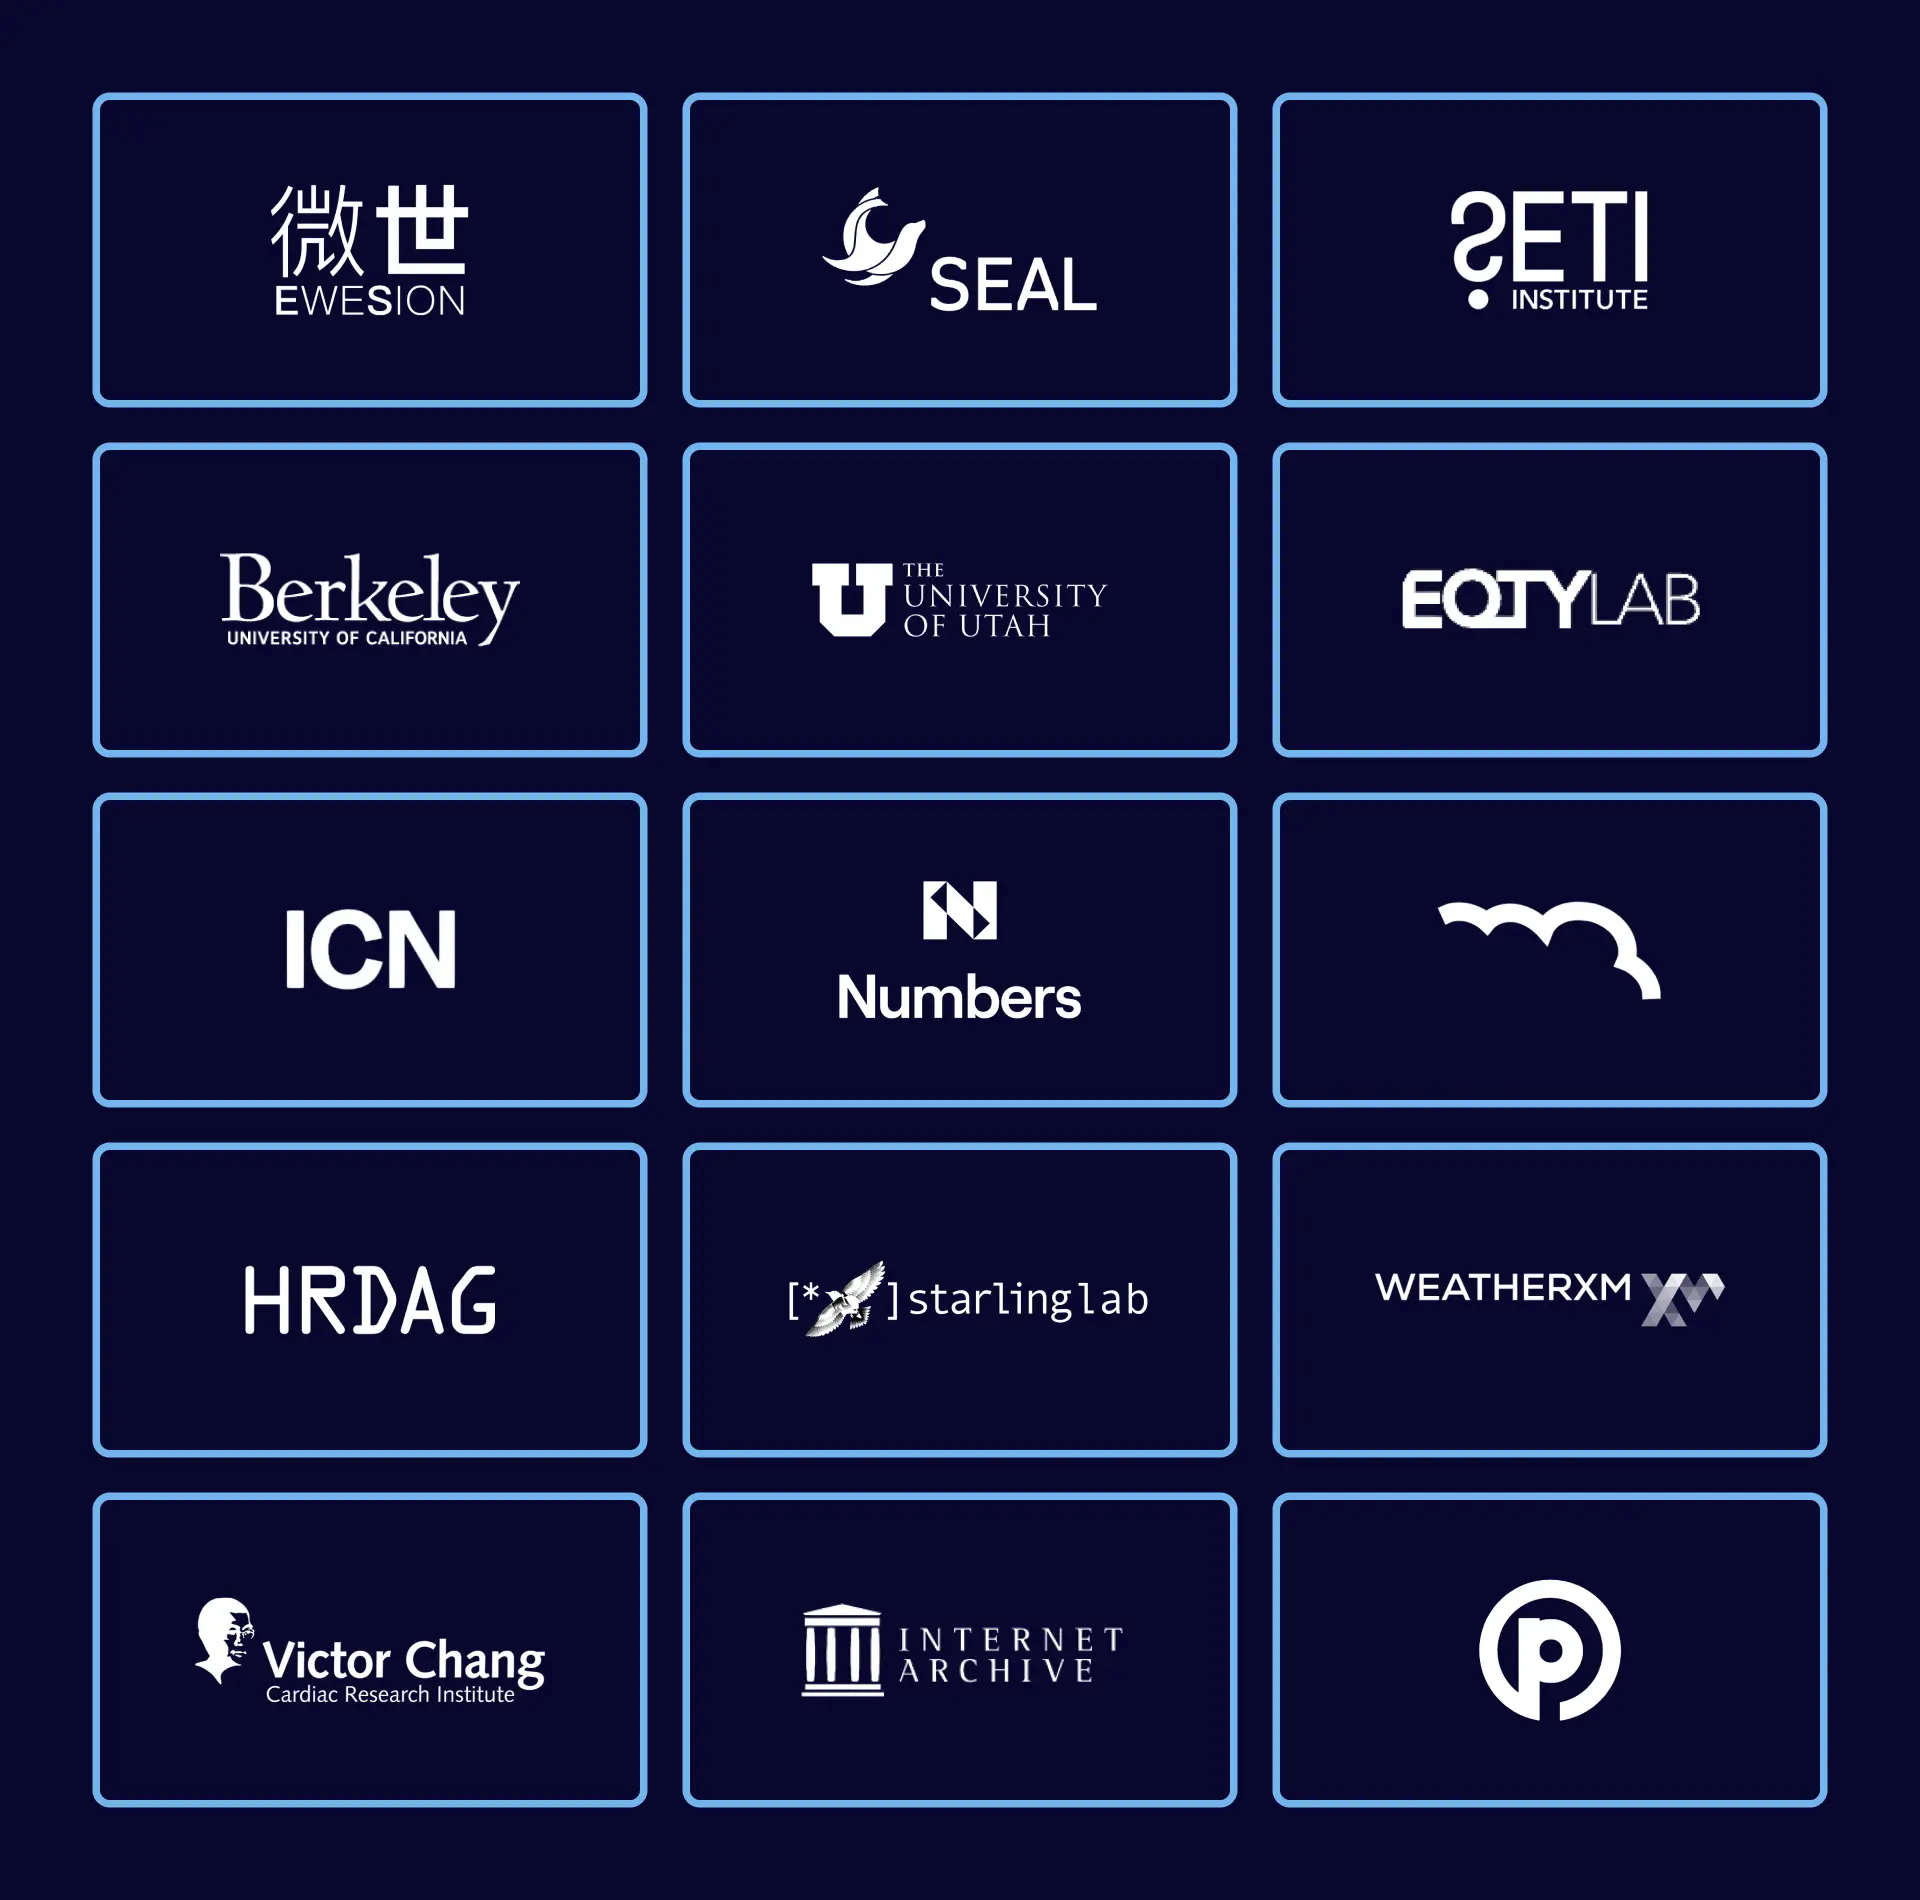 微世
EWESION
SEAL
SETI
INSTITUTE
Berkeley
UNIVERSITY OF CALIFORNIA
U THE
UNIVERSITY
OF UTAH
EQTYLAB
ICN
N
Numbers
HRDAG
[* ]starlinglab
WEATHERXM XM
Victor Chang
Cardiac Research Institute
INTERNET
ARCHIVE
p